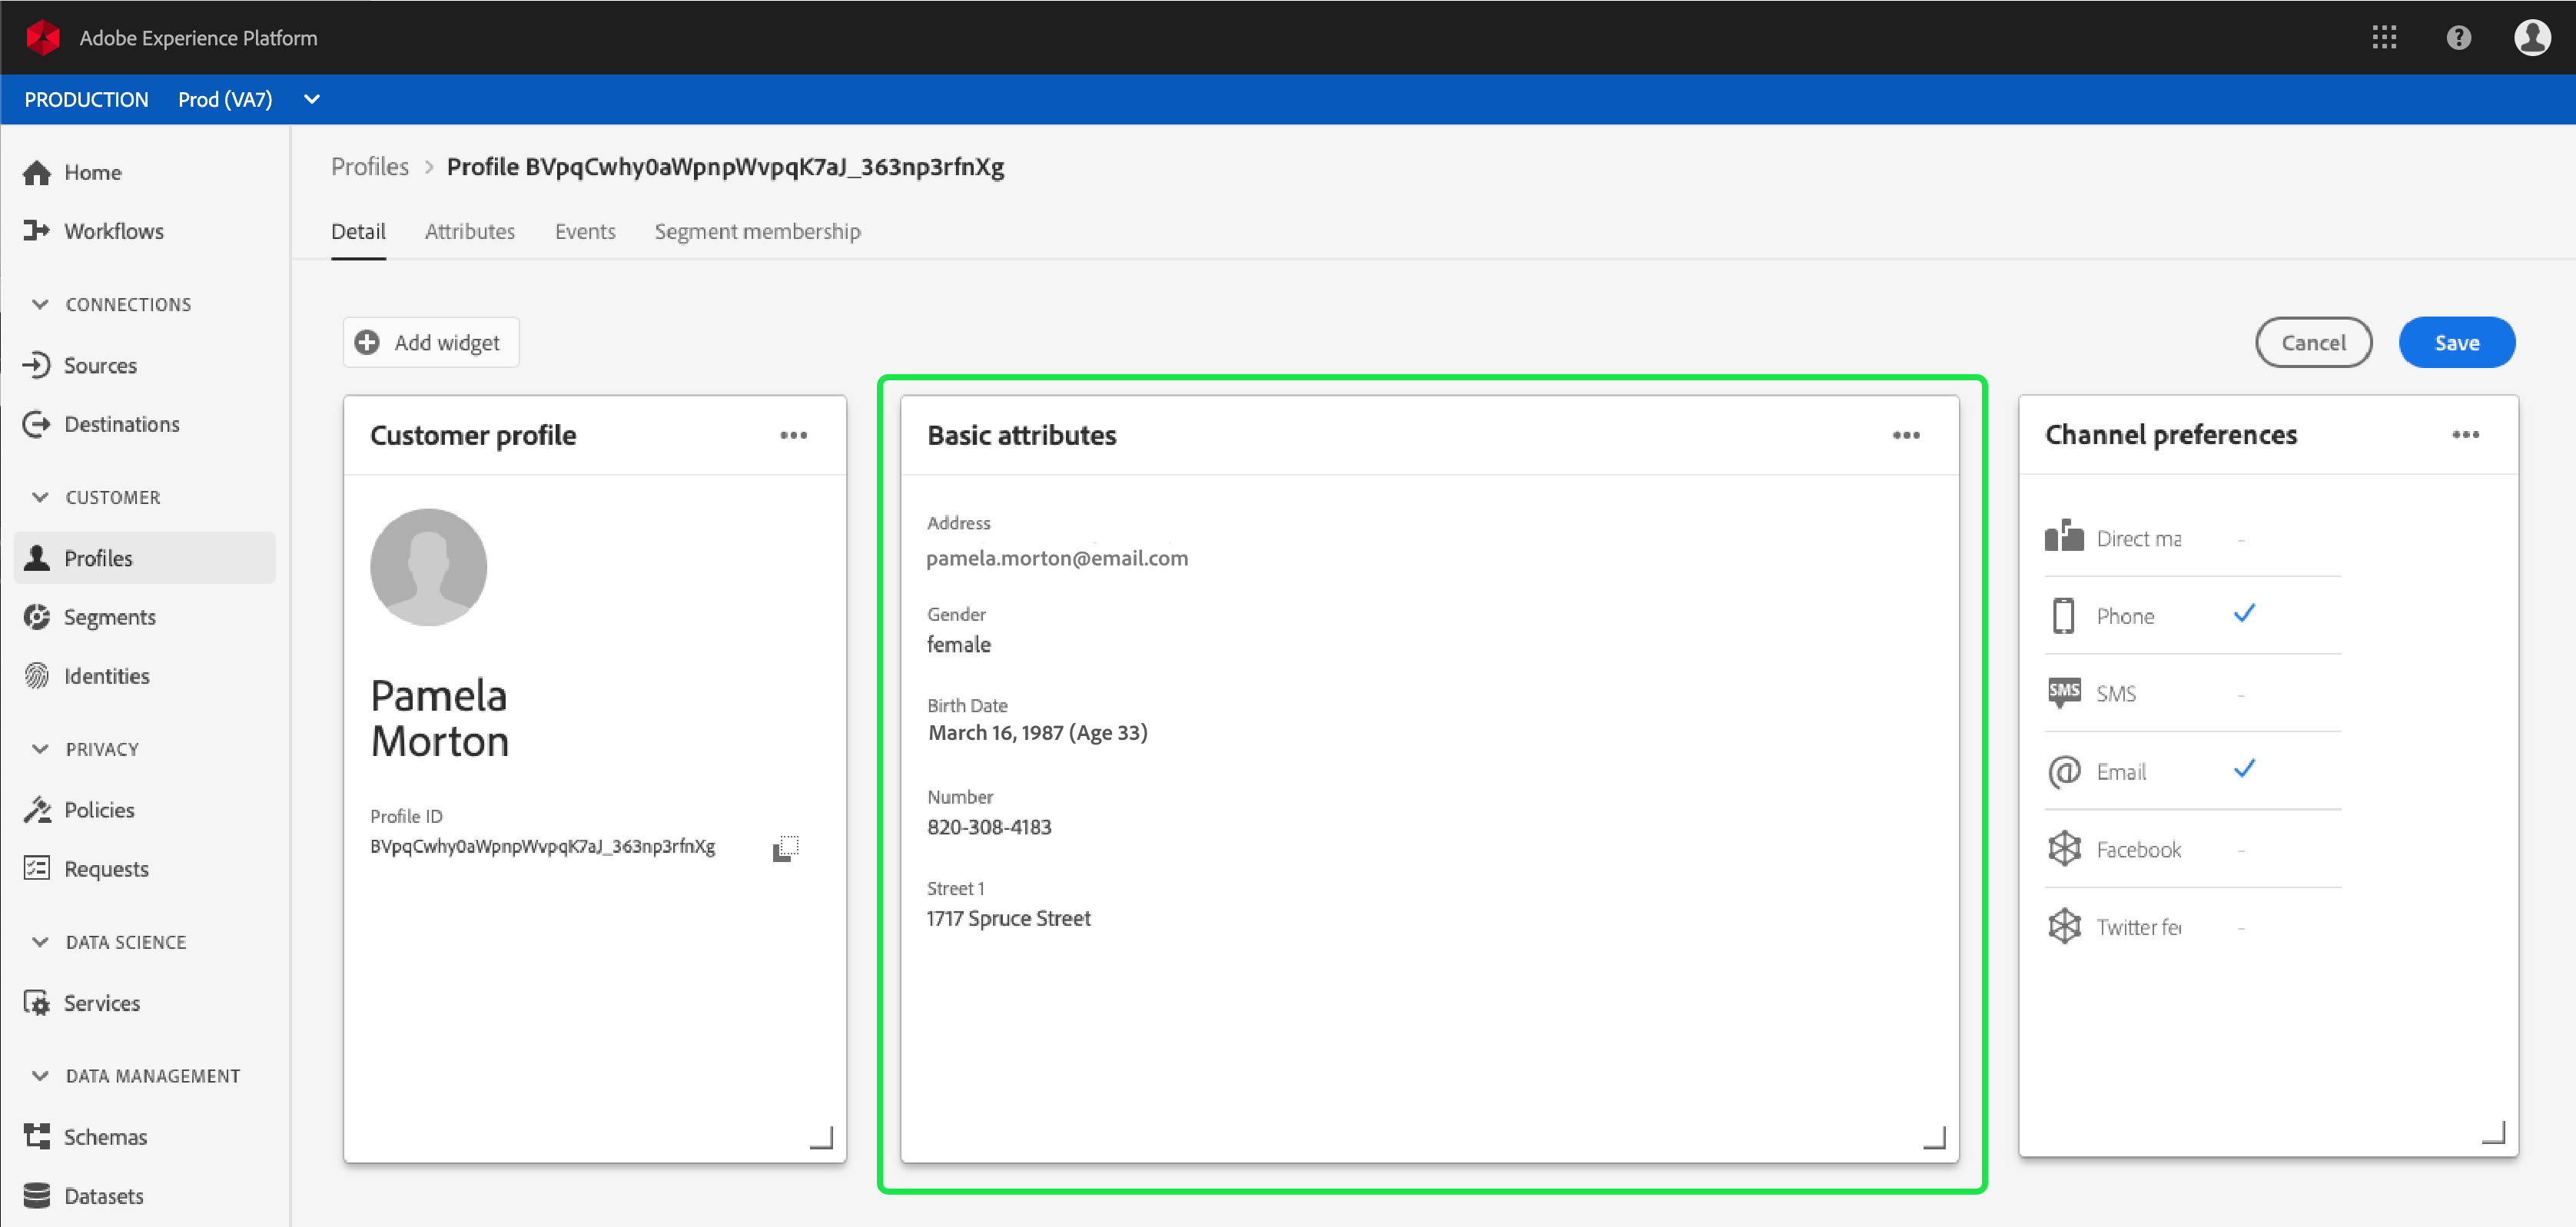 Adobe Experience Platform
PRODUCTION Prod (VA7)
Home
Workflows
CONNECTIONS
Sources
Destinations
CUSTOMER
Profiles
Segments
Identities
PRIVACY
Policies
Requests
DATA SCIENCE
Services
DATA MANAGEMENT
Schemas
Datasets
Profiles > Profile BVpqCwhy0aWpnpWvpqK7aJ_363np3rfnXg
Detail Attributes Events Segment membership
Add widget
Cancel Save
Customer profile
Pamela
Morton
Profile ID
BVpqCwhy0aWpnpWvpqK7aJ_363np3rfnXg
Basic attributes
Address
pamela.morton@email.com
Gender
female
Birth Date
March 16, 1987 (Age 33)
Number
820-308-4183
Street 1
1717 Spruce Street
Channel preferences
Direct ma -
Phone
SMS SMS -
Email
Facebook -
Twitter fe -